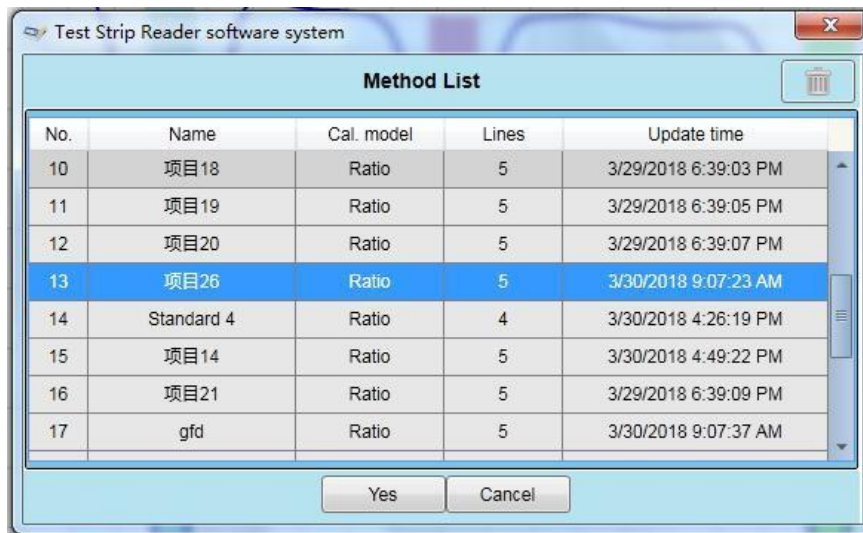 Test Strip Reader software system
Method List
No. Name Cal. model Lines Update time
10 项目18 Ratio 5 3/29/2018 6:39:03 PM
11 项目19 Ratio 5 3/29/2018 6:39:05 PM
12 项目20 Ratio 5 3/29/2018 6:39:07 PM
13 项目26 Ratio 5 3/30/2018 9:07:23 AM
14 Standard 4 Ratio 4 3/30/2018 4:26:19 PM
15 项目14 Ratio 5 3/30/2018 4:49:22 PM
16 项目21 Ratio 5 3/29/2018 6:39:09 PM
17 gfd Ratio 5 3/30/2018 9:07:37 AM
Yes Cancel